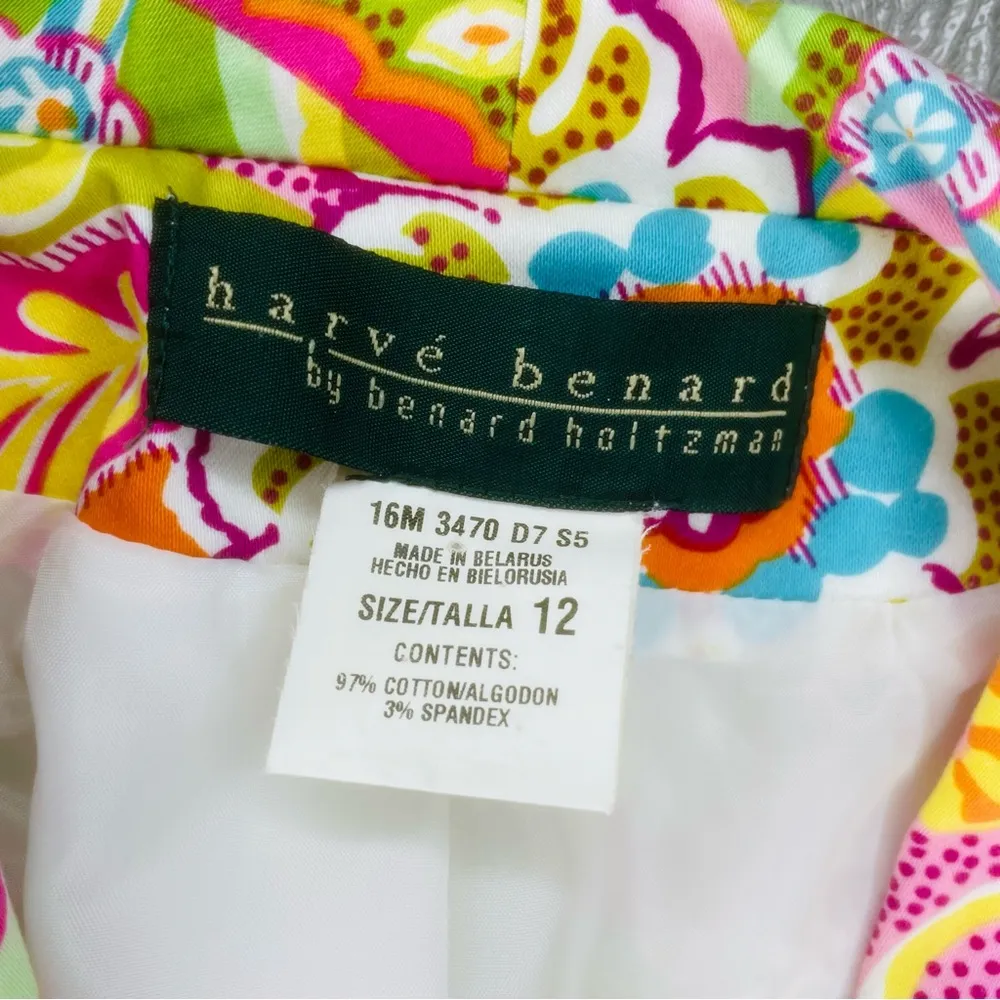 harvé benard
by benard holtzman
16M 3470 D7 S5
MADE IN BELARUS
HECHO EN BIELORUSIA
SIZE/TALLA 12
CONTENTS:
97% COTTON/ALGODON
3% SPANDEX